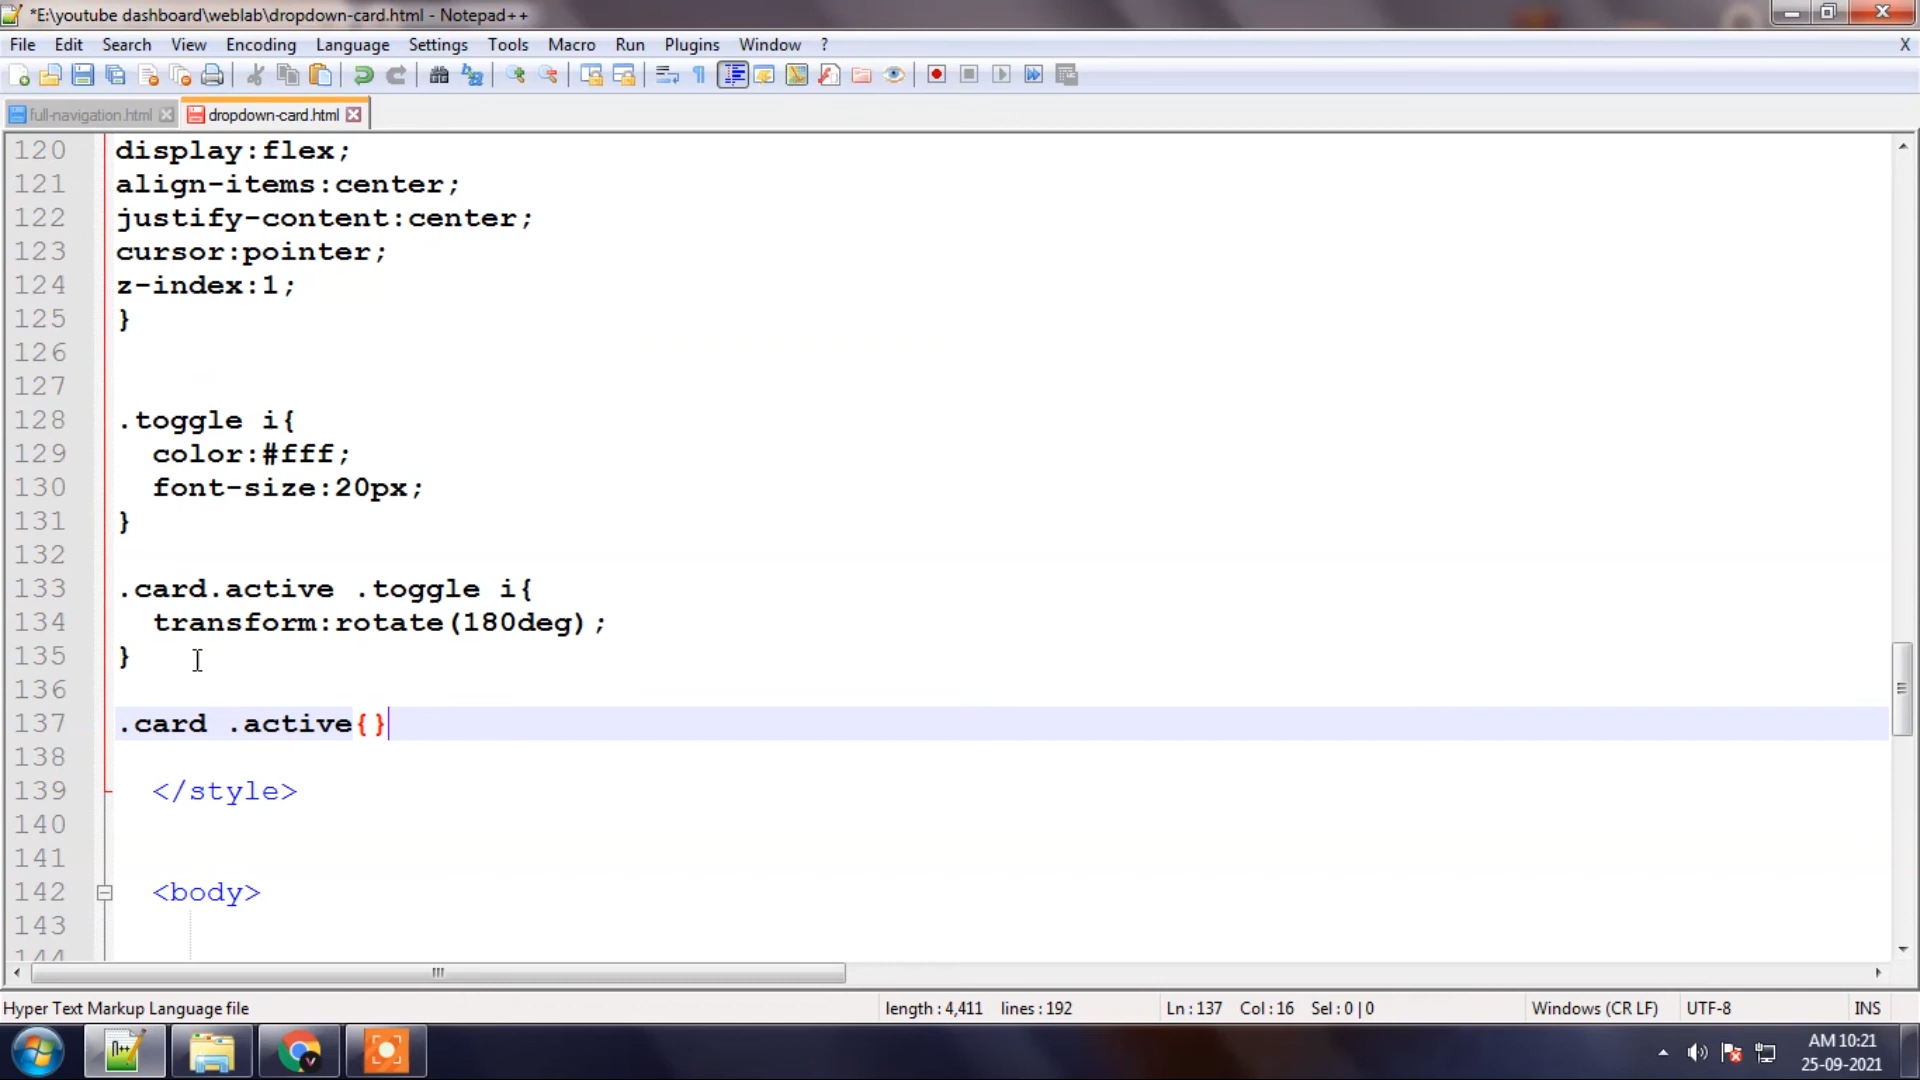 *E:\youtube dashboard\weblab\dropdown-card.html - Notepad++
File Edit Search View Encoding Language Settings Tools Macro Run Plugins Window ? X
full-navigation.html dropdown-card.html
120 display:flex;
121 align-items:center;
122 justify-content:center;
123 cursor:pointer;
124 z-index:1;
125 }
126
127
128 .toggle i{
129 color:#fff;
130 font-size:20px;
131 }
132
133 .card.active .toggle i{
134 transform:rotate(180deg);
135 }
136
137 .card .active{}
138
139 </style>
140
141
142 <body>
143
144
Hyper Text Markup Language file length : 4,411 lines : 192 Ln : 137 Col : 16 Sel : 0 | 0 Windows (CR LF) UTF-8 INS
AM 10:21
25-09-2021